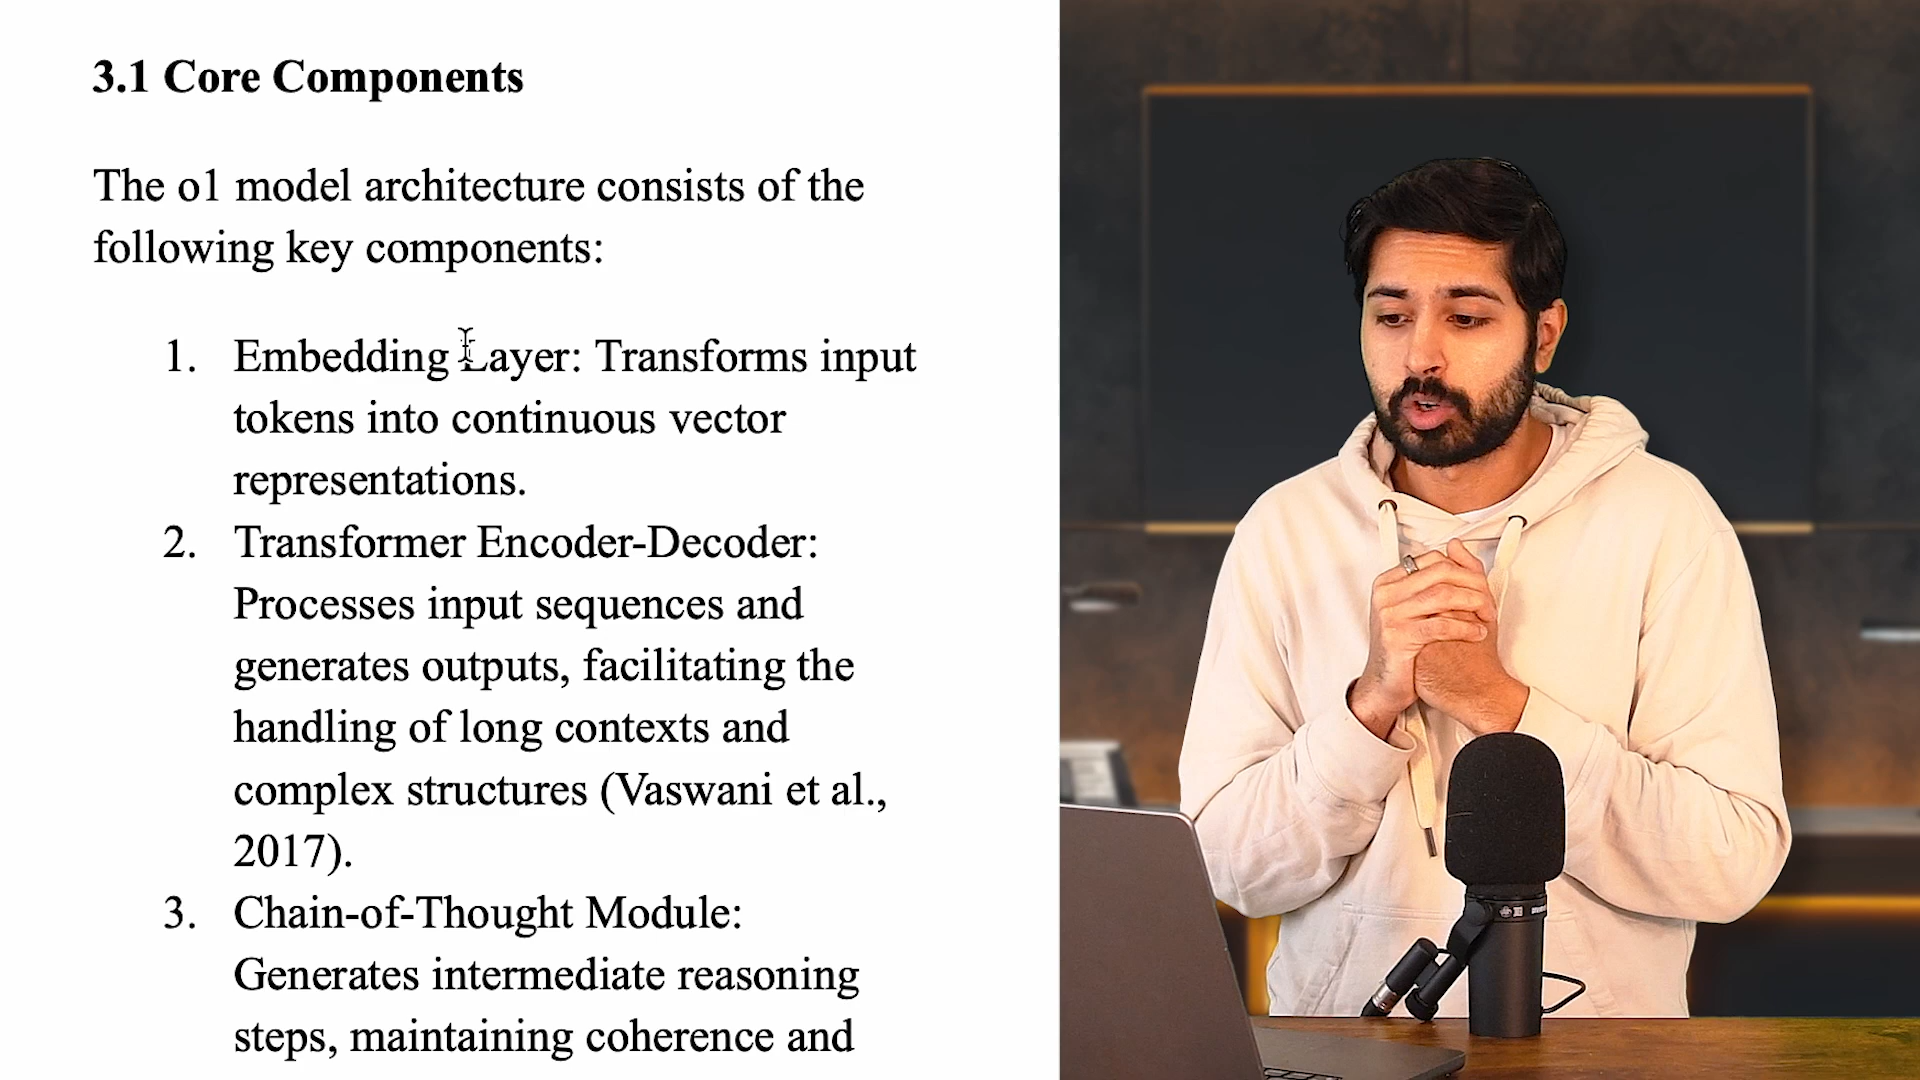 3.1 Core Components
The o1 model architecture consists of the
following key components:
1. Embedding Layer: Transforms input
tokens into continuous vector
representations.
2. Transformer Encoder-Decoder:
Processes input sequences and
generates outputs, facilitating the
handling of long contexts and
complex structures (Vaswani et al.,
2017).
3. Chain-of-Thought Module:
Generates intermediate reasoning
steps, maintaining coherence and